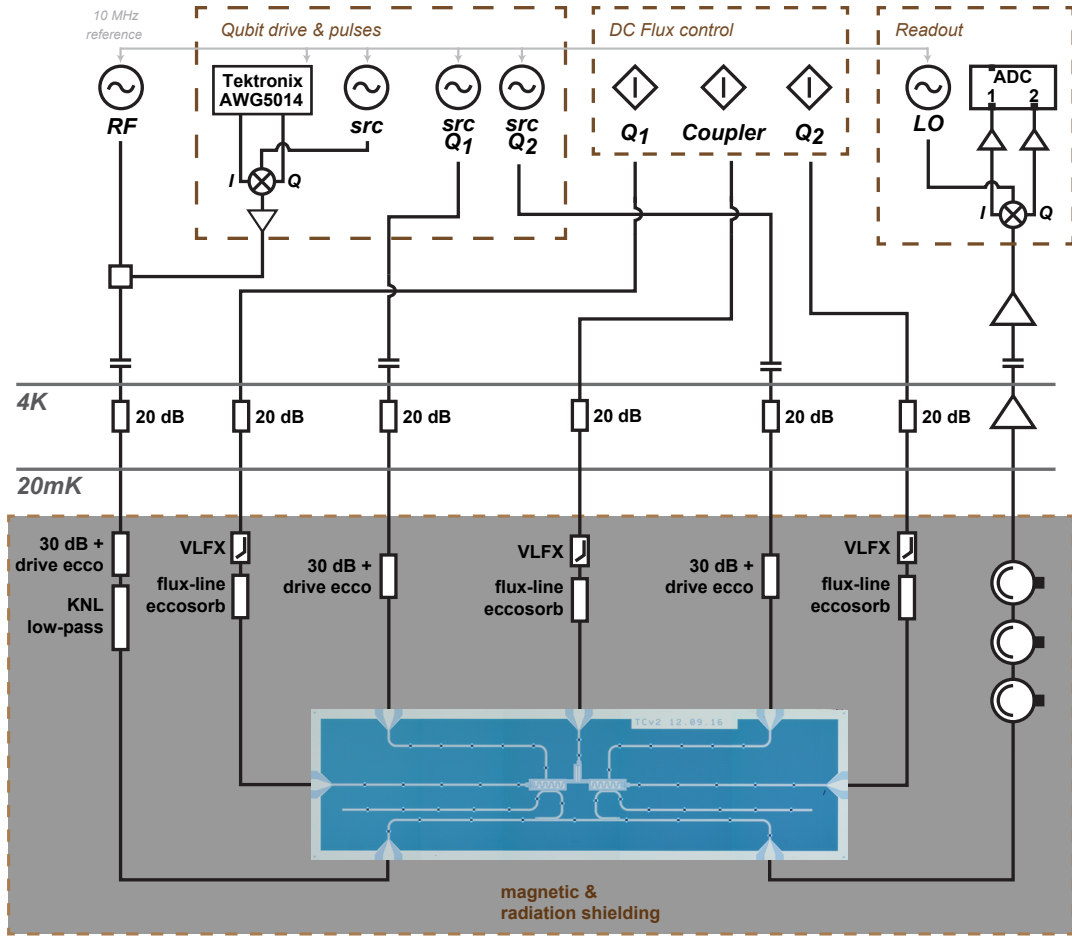 10 MHz
reference
Qubit drive & pulses
DC Flux control
Readout
Tektronix
AWG5014
ADC
1 2
RF
src
src
Q1
src
Q2
Q1
Coupler
Q2
LO
I
Q
I
Q
4K
20 dB
20 dB
20 dB
20 dB
20 dB
20 dB
20mK
30 dB +
drive ecco
KNL
low-pass
VLFX
flux-line
eccosorb
30 dB +
drive ecco
VLFX
flux-line
eccosorb
30 dB +
drive ecco
VLFX
flux-line
eccosorb
TCv2 12.09.16
magnetic &
radiation shielding